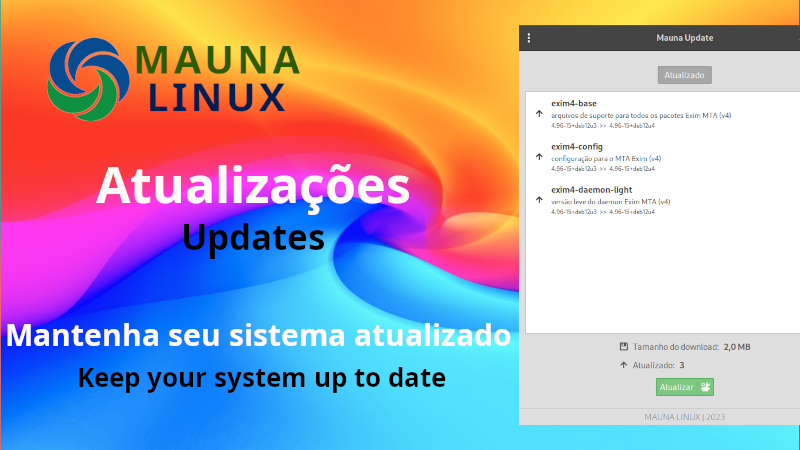 MAUNA
LINUX
Atualizações
Updates
Mantenha seu sistema atualizado
Keep your system up to date
Mauna Update
Atualizado
exim4-base
arquivos de suporte para todos os pacotes Exim MTA (v4)
4.96-15+deb12u3 >> 4.96-15+deb12u4
exim4-config
configuração para o MTA Exim (v4)
4.96-15+deb12u3 >> 4.96-15+deb12u4
exim4-daemon-light
versão leve do daemon Exim MTA (v4)
4.96-15+deb12u3 >> 4.96-15+deb12u4
Tamanho do download: 2,0 MB
Atualizado: 3
Atualizar
MAUNA LINUX | 2023